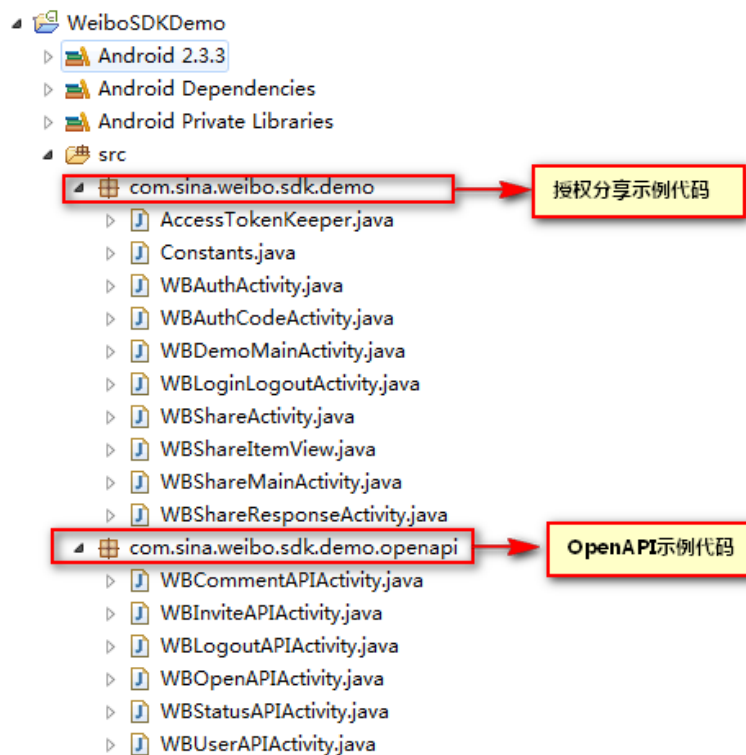 WeiboSDKDemo
Android 2.3.3
Android Dependencies
Android Private Libraries
src
com.sina.weibo.sdk.demo
授权分享示例代码
AccessTokenKeeper.java
Constants.java
WBAuthActivity.java
WBAuthCodeActivity.java
WBDemoMainActivity.java
WBLoginLogoutActivity.java
WBShareActivity.java
WBShareItemView.java
WBShareMainActivity.java
WBShareResponseActivity.java
com.sina.weibo.sdk.demo.openapi
OpenAPI示例代码
WBCommentAPIActivity.java
WBInviteAPIActivity.java
WBLogoutAPIActivity.java
WBOpenAPIActivity.java
WBStatusAPIActivity.java
WBUserAPIActivity.java